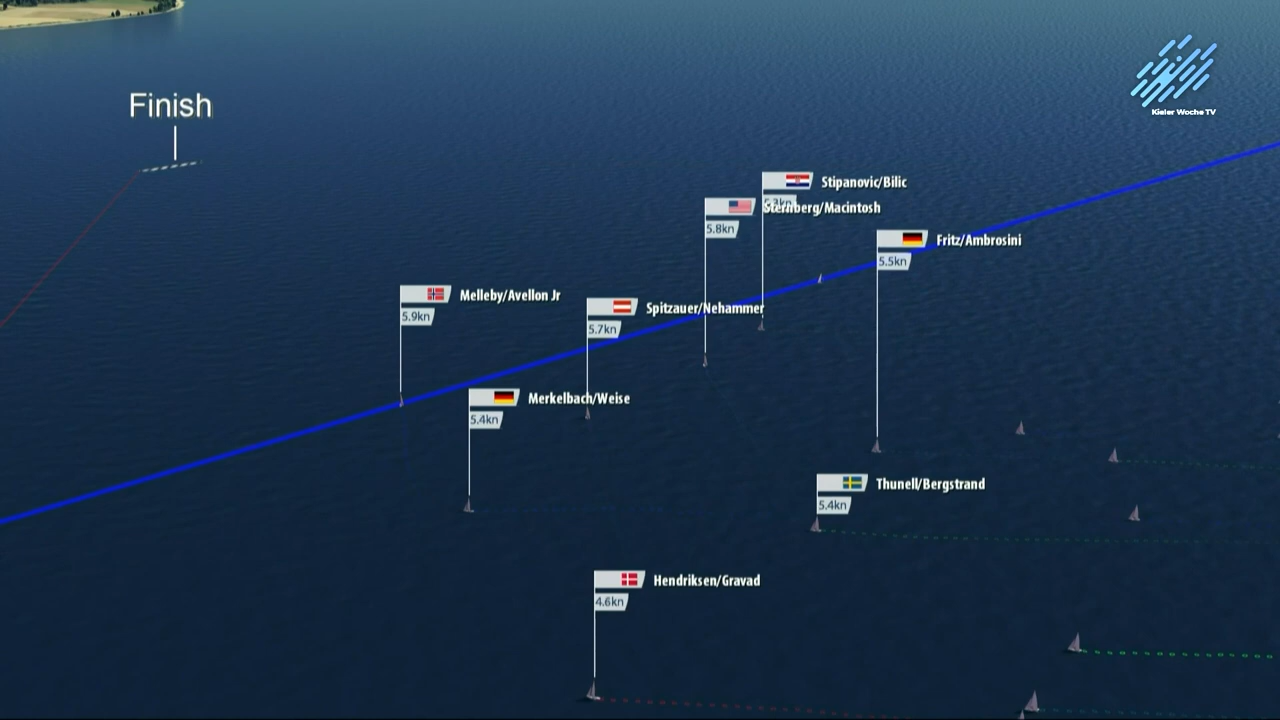 Finish
Kieler Woche TV
Stipanovic/Bilic
Sternberg/Macintosh
5.8kn
Fritz/Ambrosini
5.5kn
Melleby/Avellon Jr
5.9kn
Spitzauer/Nehammer
5.7kn
Merkelbach/Weise
5.4kn
Thunell/Bergstrand
5.4kn
Hendriksen/Gravad
4.6kn